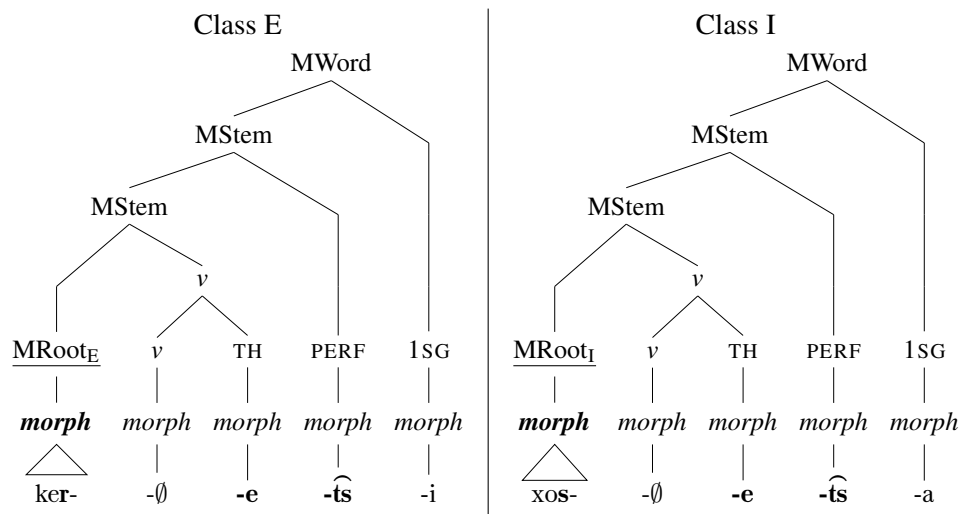 Class E Class I
MWord MWord
MStem MStem
MStem MStem
v v
MRoot_E v TH PERF 1SG MRoot_I v TH PERF 1SG
morph morph morph morph morph morph morph morph morph morph
ker- -∅ -e -t͡s -i xos- -∅ -e -t͡s -a